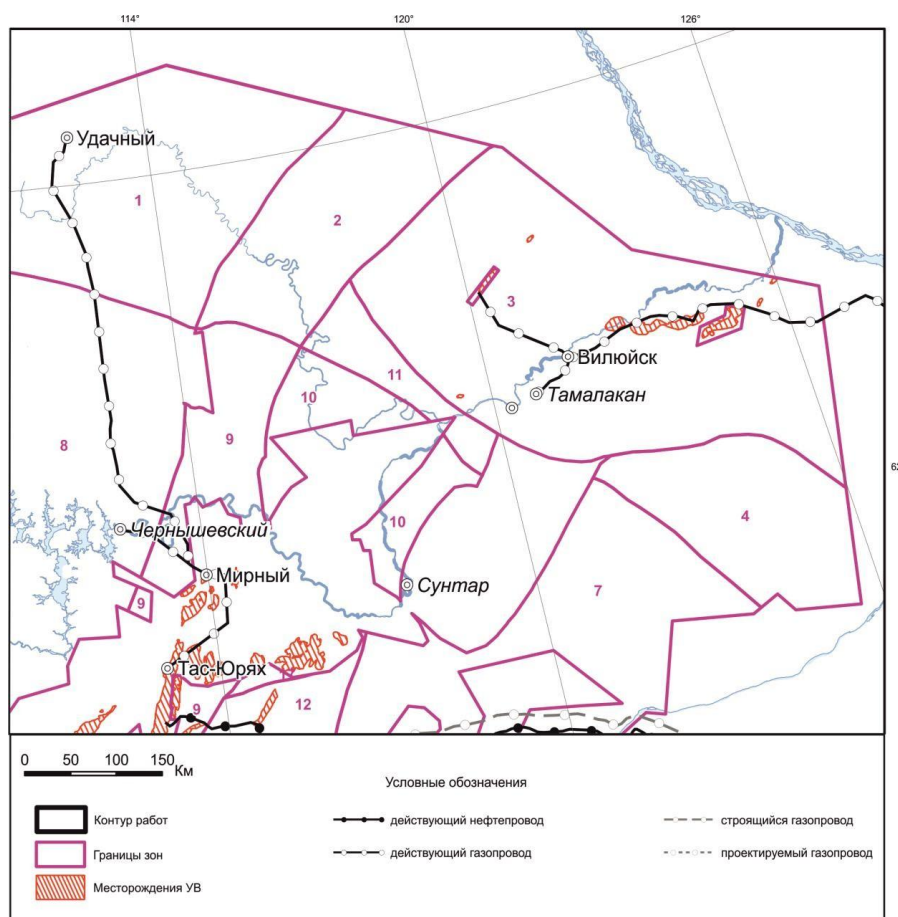 114° 120° 126°
Удачный
1
2
3
Вилюйск
11
Тамалакан
10
8
9
62
10
4
Чернышевский
Мирный
Сунтар
7
9
Тас-Юрях
9
12
0 50 100 150
Км
Условные обозначения
Контур работ
действующий нефтепровод
строящийся газопровод
Границы зон
действующий газопровод
проектируемый газопровод
Месторождения УВ